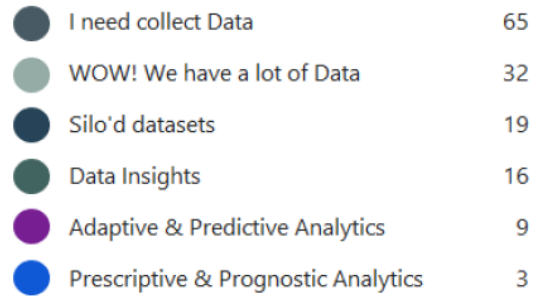 I need collect Data 65
WOW! We have a lot of Data 32
Silo'd datasets 19
Data Insights 16
Adaptive & Predictive Analytics 9
Prescriptive & Prognostic Analytics 3